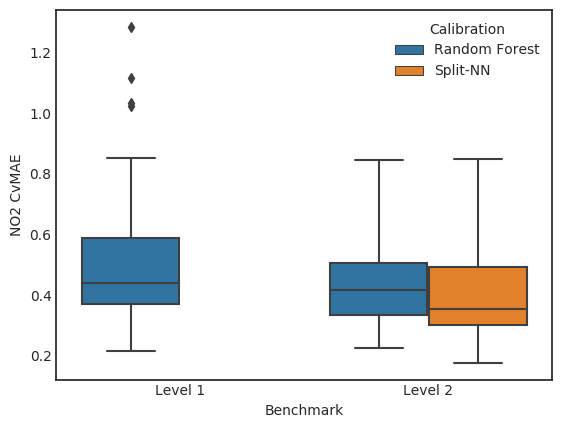 Calibration
Random Forest
Split-NN
NO2 CvMAE
1.2
1.0
0.8
0.6
0.4
0.2
Level 1
Level 2
Benchmark